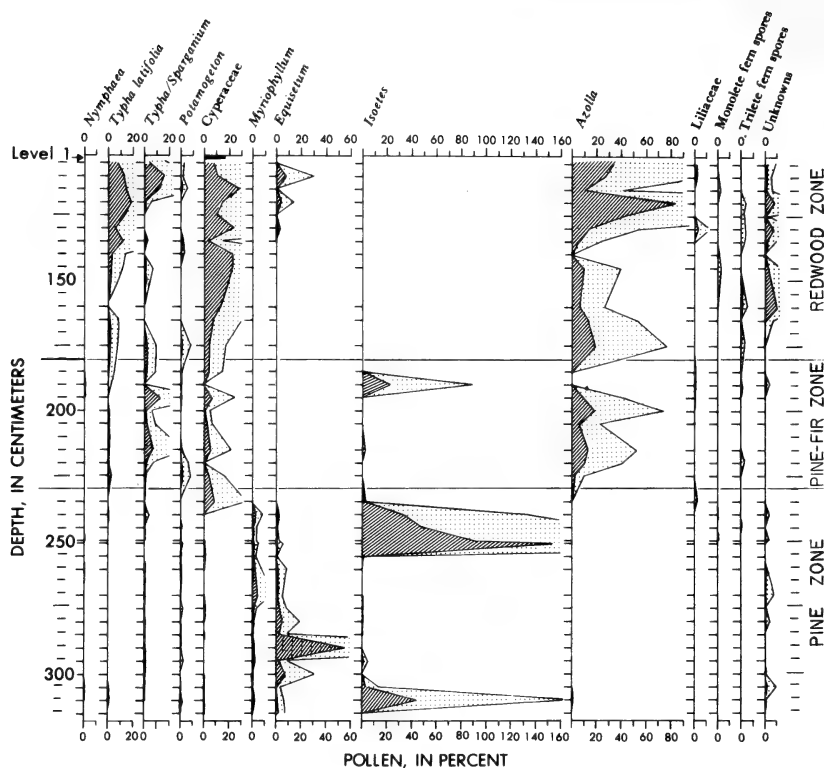 Nymphaea
Typha latifolia
Typha/Sparganium
Potamogeton
Cyperaceae
Myriophyllum
Equisetum
Isoetes
Azolla
Liliaceae
Monolete fern spores
Trilete fern spores
Unknowns
0 0 20 0 20 0 0 20 0 0 20 40 60 0 20 40 60 80 100 120 140 160 0 20 40 60 80 0 0 0 0
Level 1
150
200
250
300
DEPTH, IN CENTIMETERS
REDWOOD ZONE
PINE-FIR ZONE
PINE ZONE
0 0 20 0 20 0 0 20 0 0 20 40 60 0 20 40 60 80 100 120 140 160 0 20 40 60 80 0 0 0 0
POLLEN, IN PERCENT